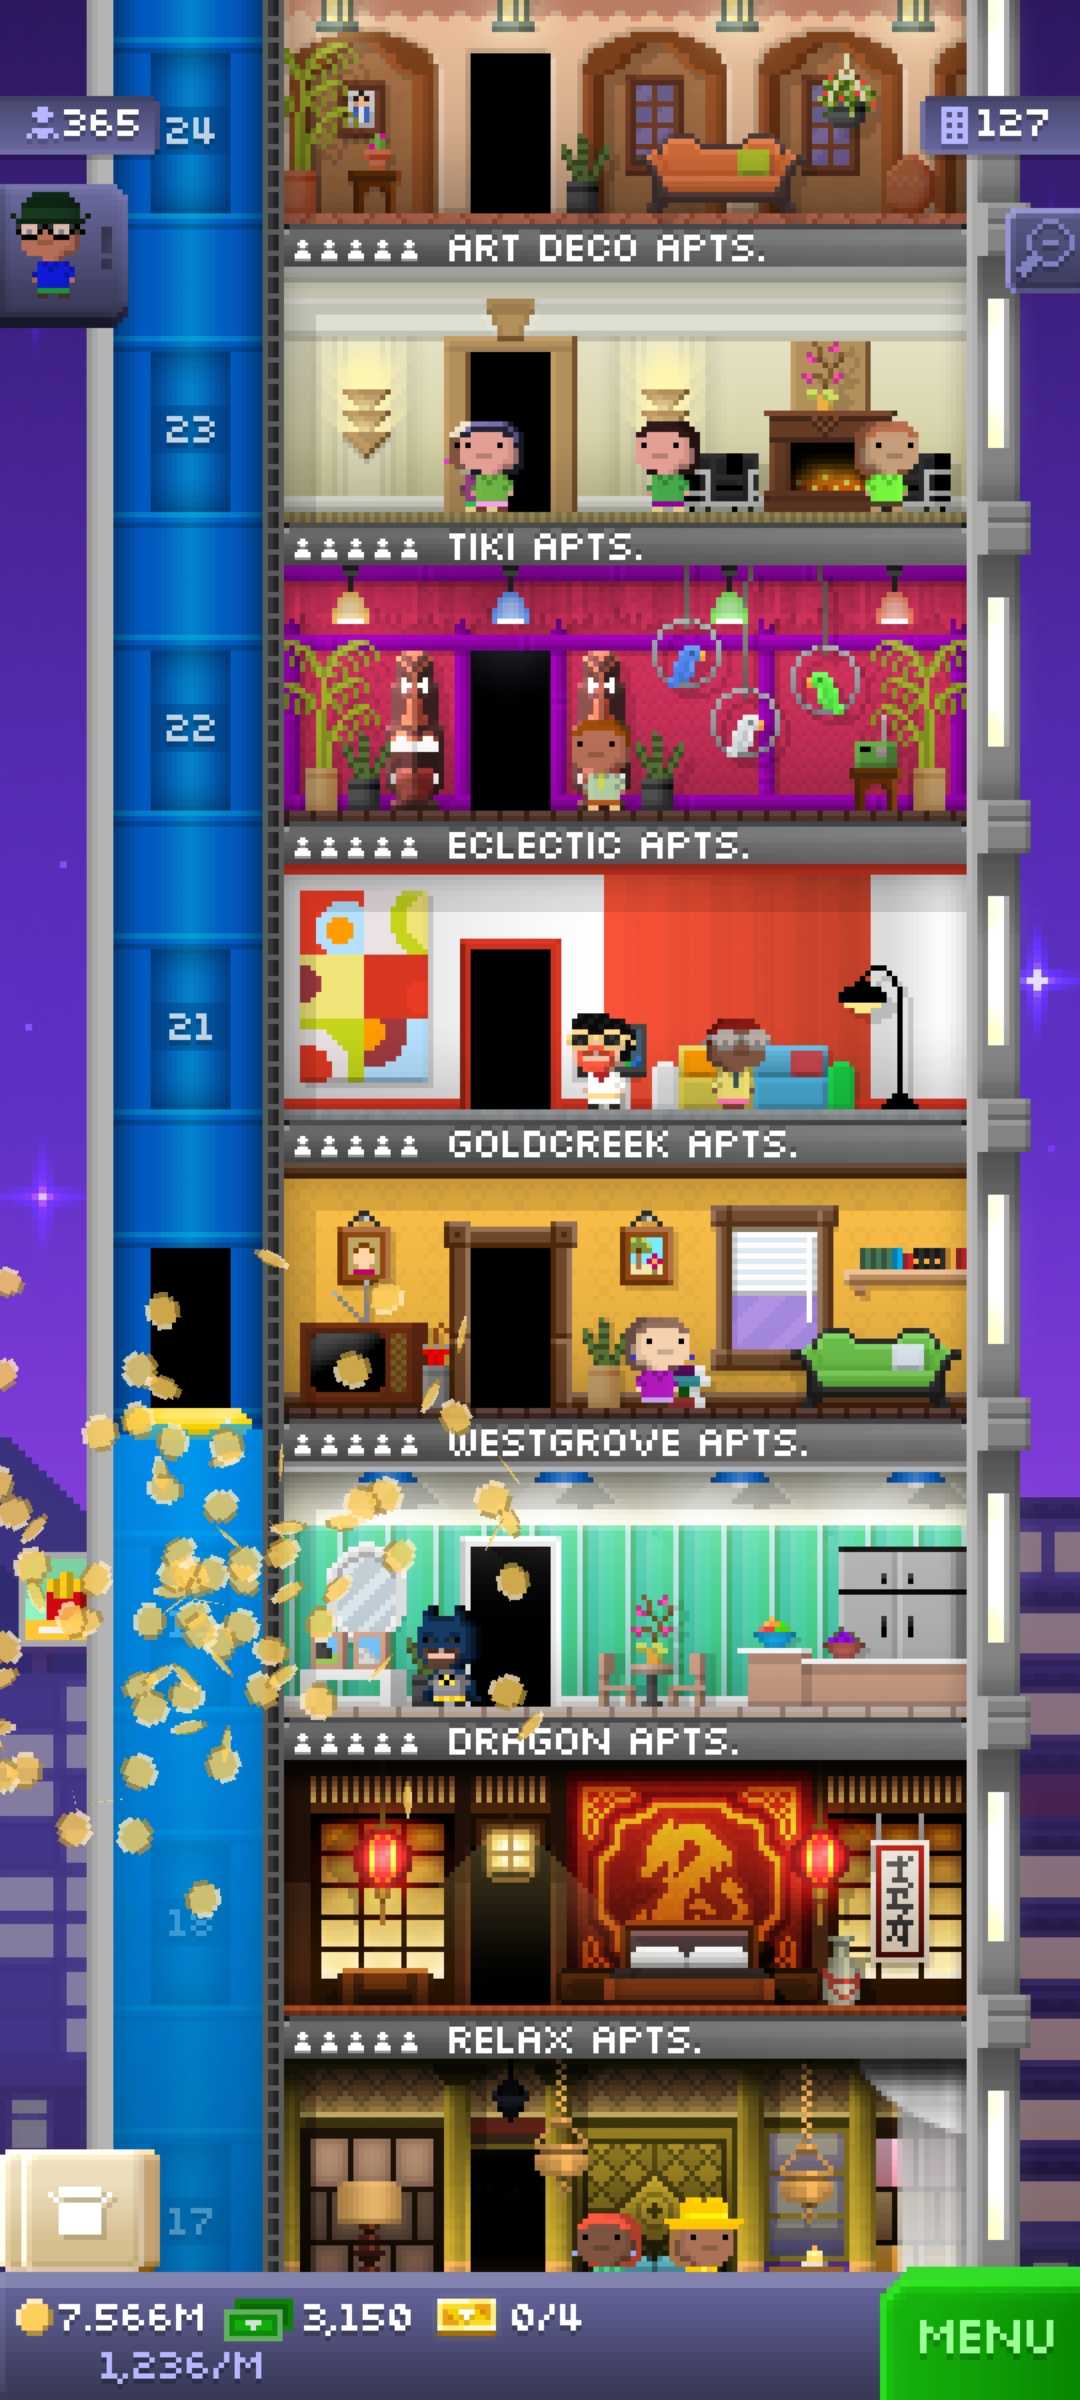 365
24
127
ART DECO APTS.
23
TIKI APTS.
22
ECLECTIC APTS.
21
GOLDCREEK APTS.
WESTGROVE APTS.
DRAGON APTS.
18
RELAX APTS.
17
7.566M 3,150 0/4
1,236/M
MENU